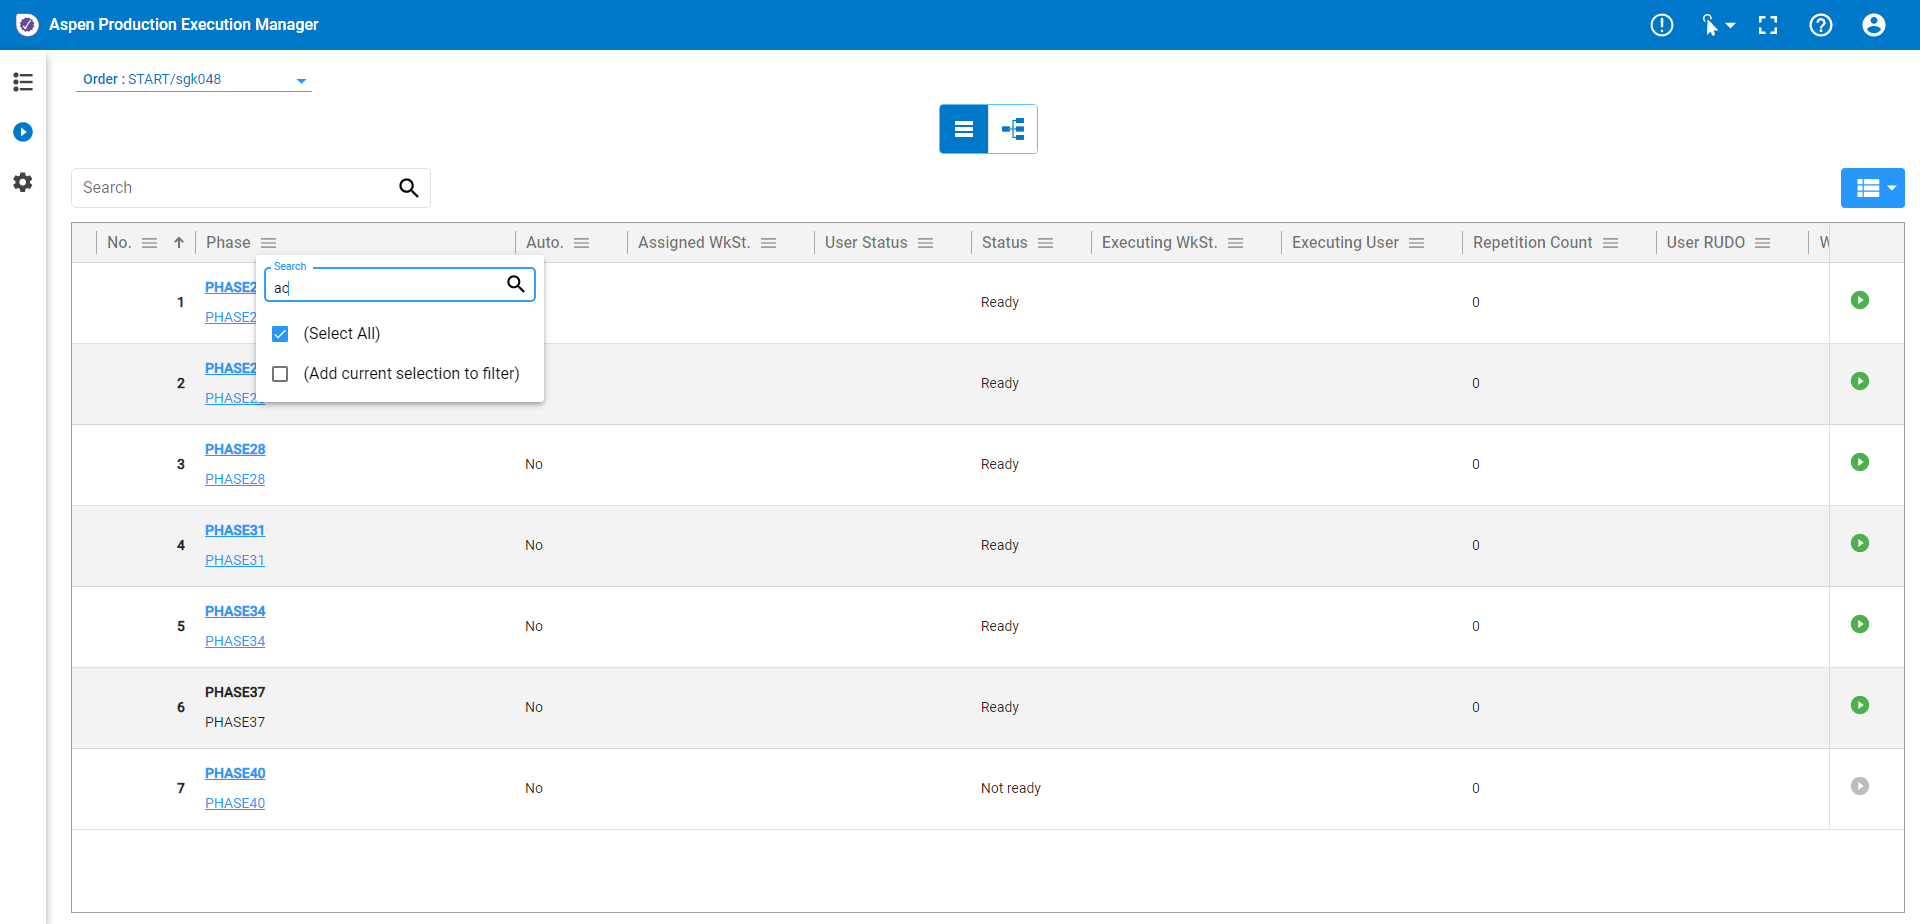 Aspen Production Execution Manager
Order : START/sgk048
Search
No. Phase Auto. Assigned WkSt. User Status Status Executing WkSt. Executing User Repetition Count User RUDO W
Search
ac
(Select All)
(Add current selection to filter)
1 PHASE2 Ready 0
PHASE2
2 PHASE2 Ready 0
PHASE2
3 PHASE28 No Ready 0
PHASE28
4 PHASE31 No Ready 0
PHASE31
5 PHASE34 No Ready 0
PHASE34
6 PHASE37 No Ready 0
PHASE37
7 PHASE40 No Not ready 0
PHASE40